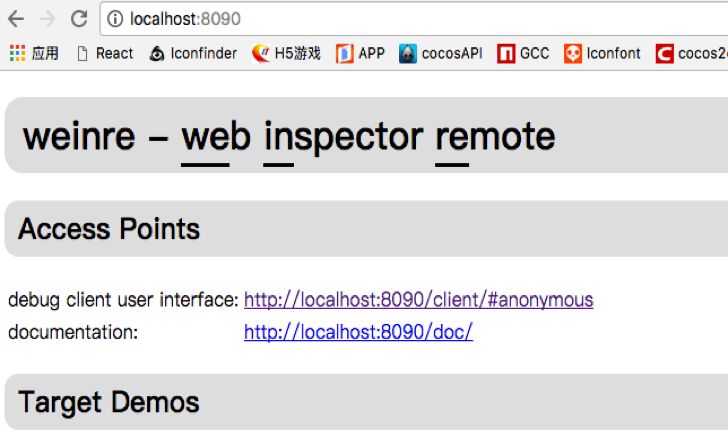 localhost:8090
应用 React Iconfinder H5游戏 APP cocosAPI GCC Iconfont cocos2
weinre – web inspector remote
Access Points
debug client user interface: http://localhost:8090/client/#anonymous
documentation: http://localhost:8090/doc/
Target Demos